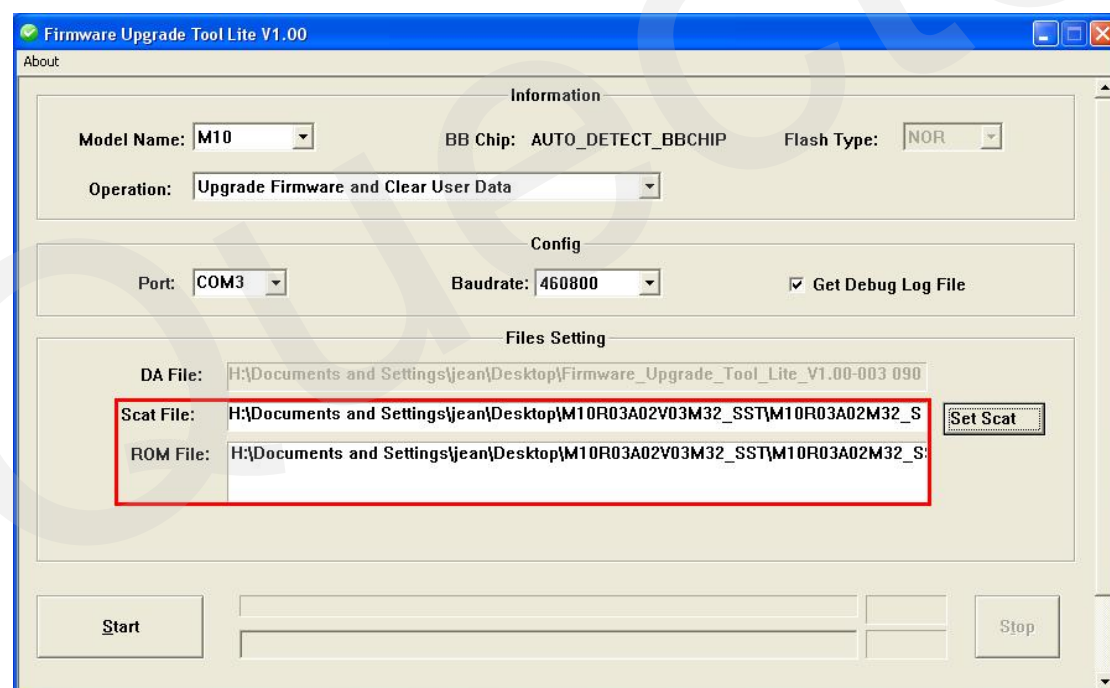 Firmware Upgrade Tool Lite V1.00
About
Information
Model Name: M10 BB Chip: AUTO_DETECT_BBCHIP Flash Type: NOR
Operation: Upgrade Firmware and Clear User Data
Config
Port: COM3 Baudrate: 460800 Get Debug Log File
Files Setting
DA File: H:\Documents and Settings\jean\Desktop\Firmware_Upgrade_Tool_Lite_V1.00-003 090
Scat File: H:\Documents and Settings\jean\Desktop\M10R03A02V03M32_SST\M10R03A02M32_S Set Scat
ROM File: H:\Documents and Settings\jean\Desktop\M10R03A02V03M32_SST\M10R03A02M32_S
Start Stop